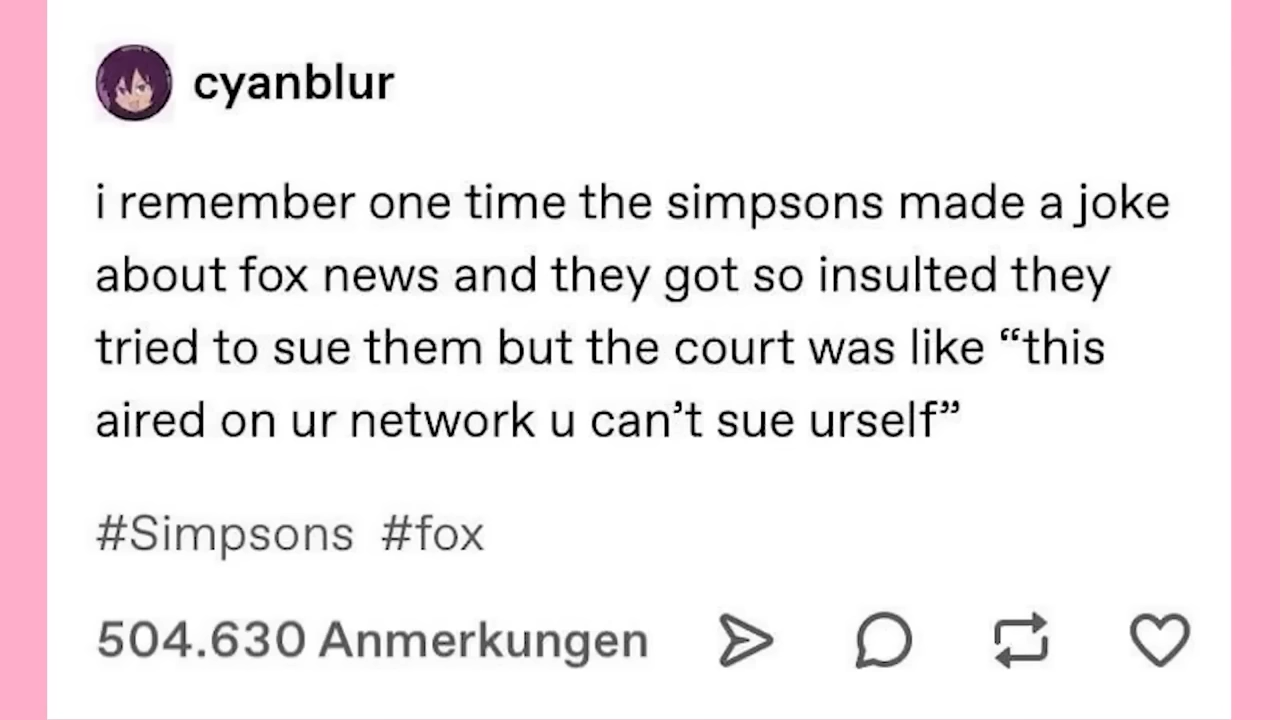 cyanblur
i remember one time the simpsons made a joke
about fox news and they got so insulted they
tried to sue them but the court was like “this
aired on ur network u can’t sue urself”
#Simpsons #fox
504.630 Anmerkungen